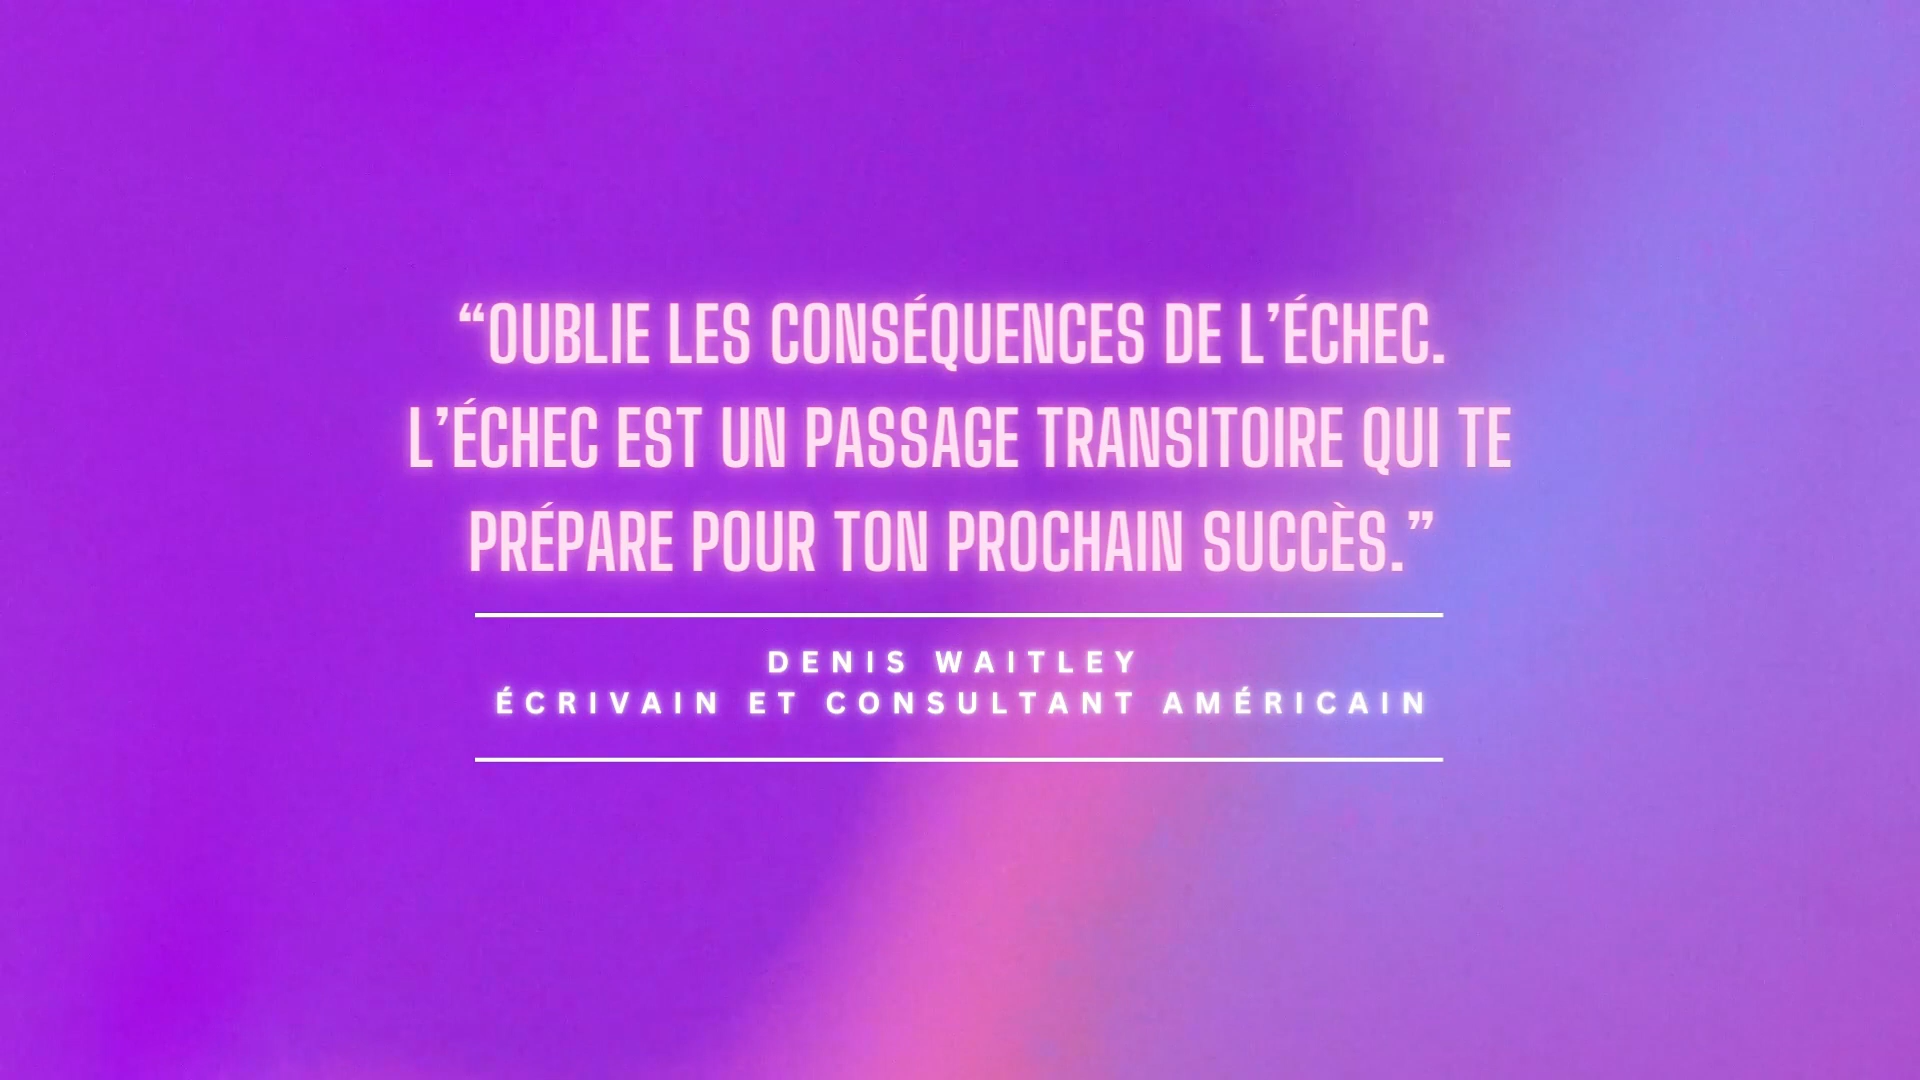 “OUBLIE LES CONSÉQUENCES DE L’ÉCHEC.
L’ÉCHEC EST UN PASSAGE TRANSITOIRE QUI TE
PRÉPARE POUR TON PROCHAIN SUCCÈS.”
DENIS WAITLEY
ÉCRIVAIN ET CONSULTANT AMÉRICAIN